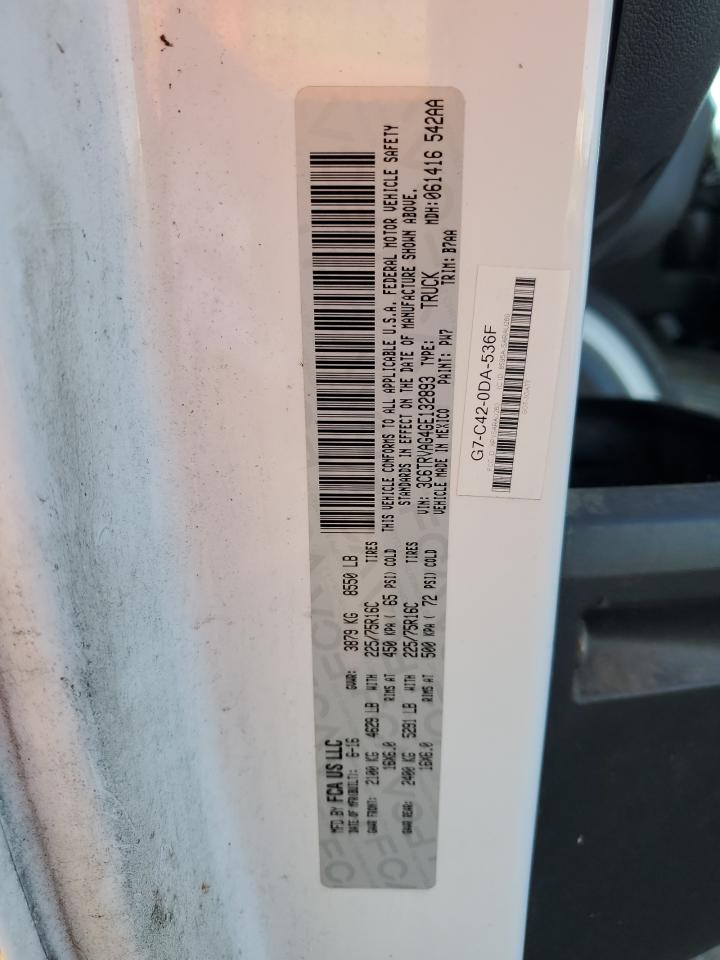 MFD BY FCA US LLC
DATE OF MFR(BUILT): 6-16 GVWR: 3879 KG 8550 LB
GAWR FRONT: 2100 KG 4629 LB WITH 225/75R16C TIRES
16X6.0 RIMS AT 450 KPA ( 65 PSI) COLD
GAWR REAR: 2400 KG 5291 LB WITH 225/75R16C TIRES
16X6.0 RIMS AT 500 KPA ( 72 PSI) COLD
THIS VEHICLE CONFORMS TO ALL APPLICABLE U.S.A. FEDERAL MOTOR VEHICLE SAFETY
STANDARDS IN EFFECT ON THE DATE OF MANUFACTURE SHOWN ABOVE.
VIN: 3C6TRVAG4GE132893 TYPE: TRUCK MDH:061416 542AA
VEHICLE MADE IN MEXICO PAINT: PW7 TRIM: B7AA
G7-C42-0DA-536F